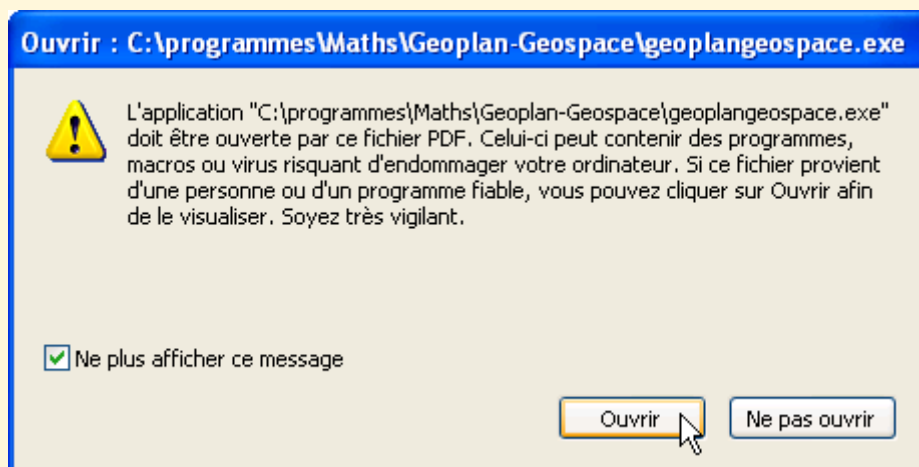 Ouvrir : C:\programmes\Maths\Geoplan-Geospace\geoplangeospace.exe
L'application "C:\programmes\Maths\Geoplan-Geospace\geoplangeospace.exe"
doit être ouverte par ce fichier PDF. Celui-ci peut contenir des programmes,
macros ou virus risquant d'endommager votre ordinateur. Si ce fichier provient
d'une personne ou d'un programme fiable, vous pouvez cliquer sur Ouvrir afin
de le visualiser. Soyez très vigilant.
Ne plus afficher ce message
Ouvrir
Ne pas ouvrir